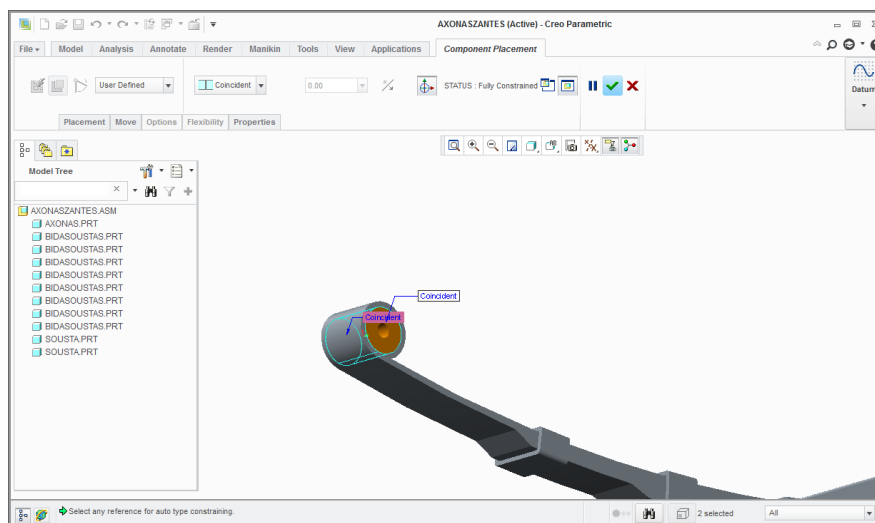 AXONASZANTES (Active) - Creo Parametric
File Model Analysis Annotate Render Manikin Tools View Applications Component Placement
User Defined Coincident 0.00 STATUS : Fully Constrained
Datum
Placement Move Options Flexibility Properties
Model Tree
AXONASZANTES.ASM
AXONAS.PRT
BIDASOUSTAS.PRT
BIDASOUSTAS.PRT
BIDASOUSTAS.PRT
BIDASOUSTAS.PRT
BIDASOUSTAS.PRT
BIDASOUSTAS.PRT
BIDASOUSTAS.PRT
BIDASOUSTAS.PRT
SOUSTA.PRT
SOUSTA.PRT
Coincident
Coincident
Select any reference for auto type constraining.
2 selected
All